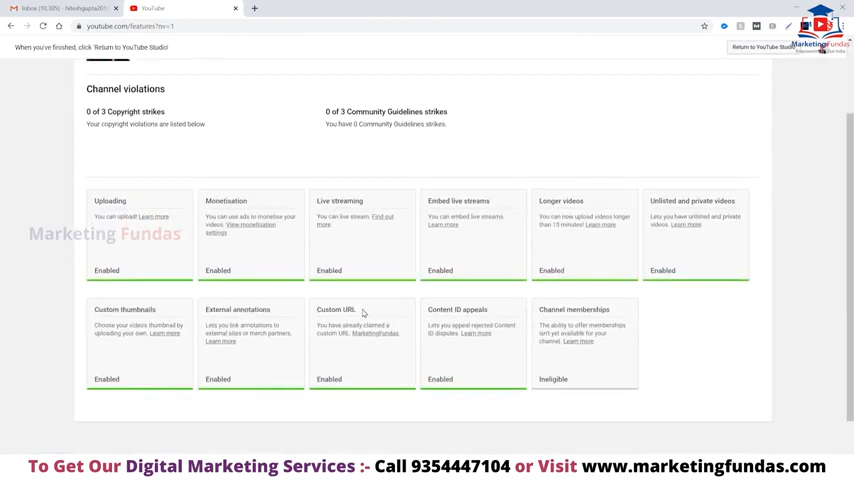 Inbox (10,305) - hiteshgupta201
YouTube
youtube.com/features?nv=1
When you've finished, click 'Return to YouTube Studio'
Return to YouTube Studio
MarketingFundas
Channel violations
0 of 3 Copyright strikes
0 of 3 Community Guidelines strikes
Your copyright violations are listed below
You have 0 Community Guidelines strikes.
Uploading
Monetisation
Live streaming
Embed live streams
Longer videos
Unlisted and private videos
You can upload! Learn more
You can use ads to monetise your
videos. View monetisation
settings
You can live stream. Find out
more
You can embed live streams.
Learn more
You can now upload videos longer
than 15 minutes! Learn more
Lets you have unlisted and private
videos. Learn more
Marketing Fundas
Enabled
Enabled
Enabled
Enabled
Enabled
Enabled
Custom thumbnails
External annotations
Custom URL
Content ID appeals
Channel memberships
Choose your video's thumbnail by
uploading your own. Learn more
Lets you link annotations to
external sites or merch partners.
Learn more
You have already claimed a
custom URL: MarketingFundas.
Lets you appeal rejected Content
ID disputes. Learn more
The ability to offer memberships
isn't yet available for your
channel. Learn more
Enabled
Enabled
Enabled
Enabled
Ineligible
To Get Our Digital Marketing Services :- Call 9354447104 or Visit www.marketingfundas.com